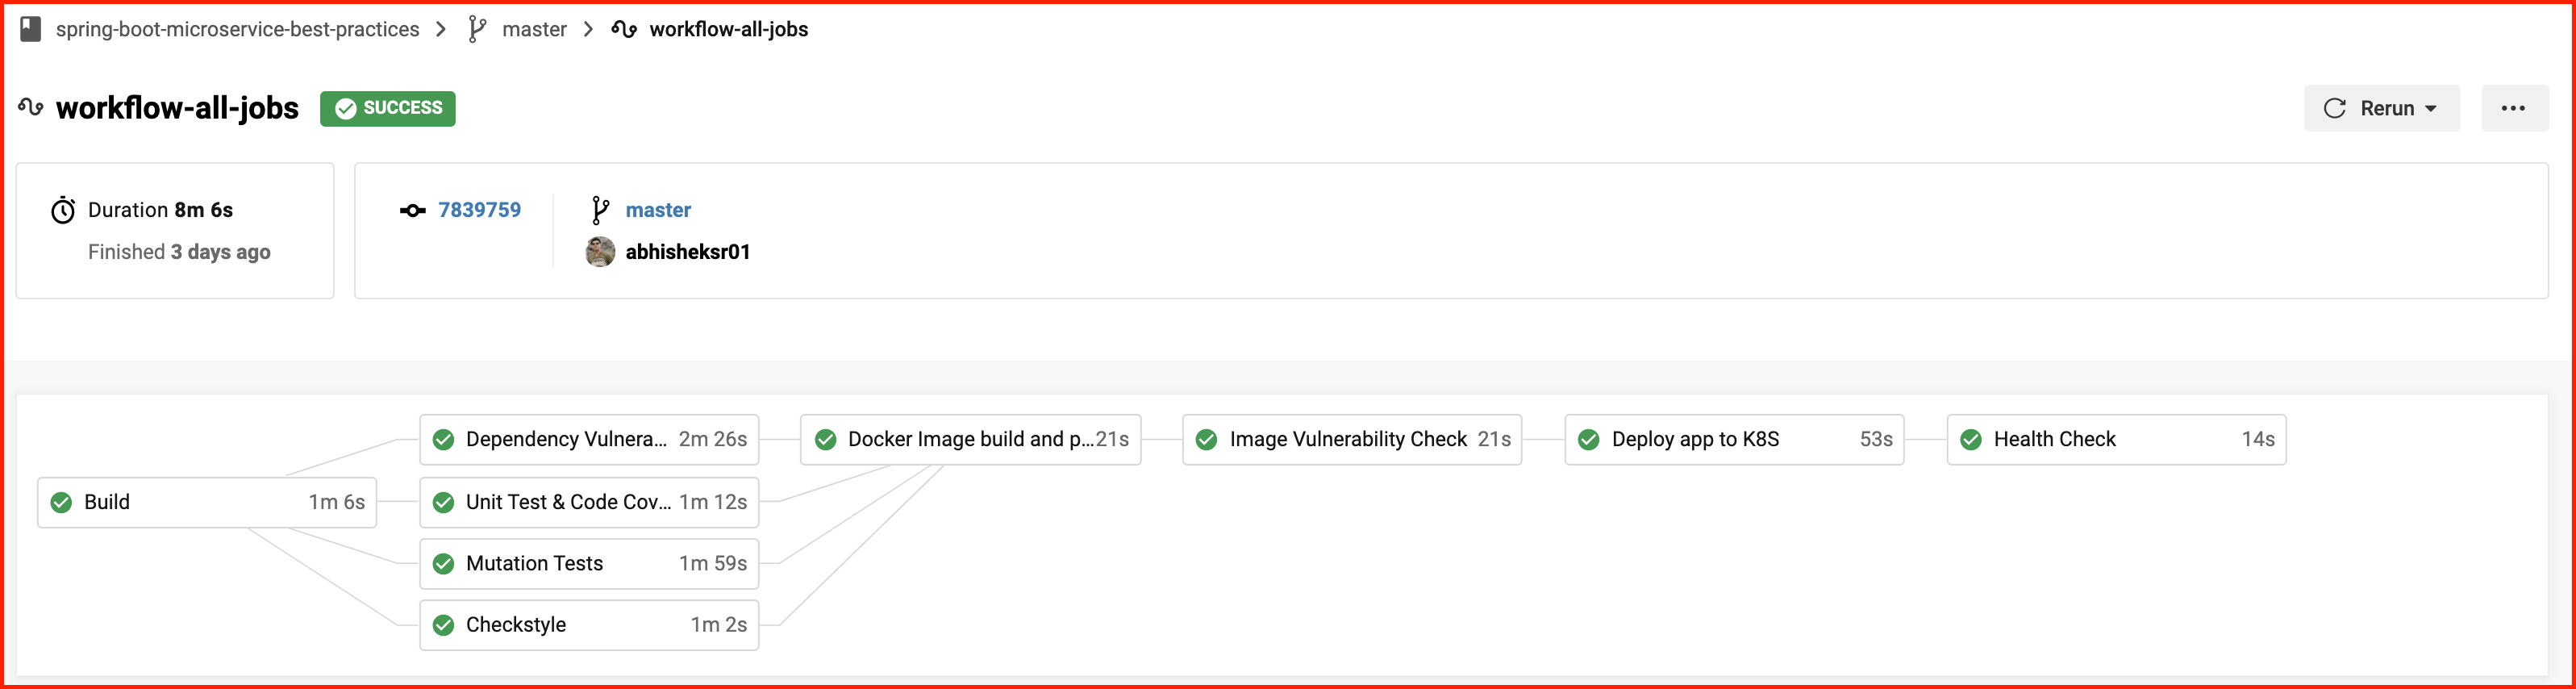 spring-boot-microservice-best-practices > master > workflow-all-jobs
workflow-all-jobs SUCCESS Rerun ...
Duration 8m 6s
Finished 3 days ago
7839759 master
abhisheksr01
Build 1m 6s
Dependency Vulnera... 2m 26s
Unit Test & Code Cov... 1m 12s
Mutation Tests 1m 59s
Checkstyle 1m 2s
Docker Image build and p... 21s
Image Vulnerability Check 21s
Deploy app to K8S 53s
Health Check 14s